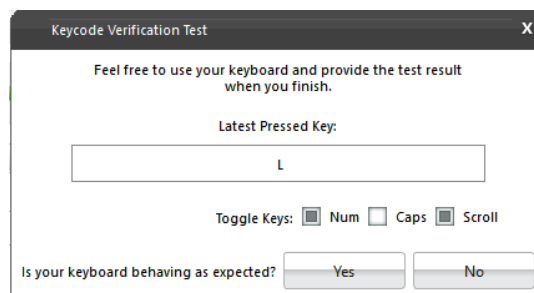 Keycode Verification Test X
Feel free to use your keyboard and provide the test result
when you finish.
Latest Pressed Key:
L
Toggle Keys: Num Caps Scroll
Is your keyboard behaving as expected? Yes No